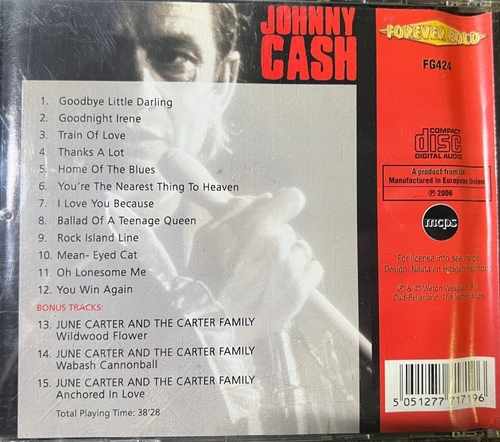 JOHNNY
CASH
1. Goodbye Little Darling
2. Goodnight Irene
3. Train Of Love
4. Thanks A Lot
5. Home Of The Blues
6. You're The Nearest Thing To Heaven
7. I Love You Because
8. Ballad Of A Teenage Queen
9. Rock Island Line
10. Mean- Eyed Cat
11. Oh Lonesome Me
12. You Win Again
BONUS TRACKS:
13. JUNE CARTER AND THE CARTER FAMILY
Wildwood Flower
14. JUNE CARTER AND THE CARTER FAMILY
Wabash Cannonball
15. JUNE CARTER AND THE CARTER FAMILY
Anchored In Love
Total Playing Time: 38'28
FOREVER GOLD
FG424
COMPACT
disc
DIGITAL AUDIO
A product from
Manufactured in European Union
℗ 2006
mcps
For license info see
Design:
5 051277 717196